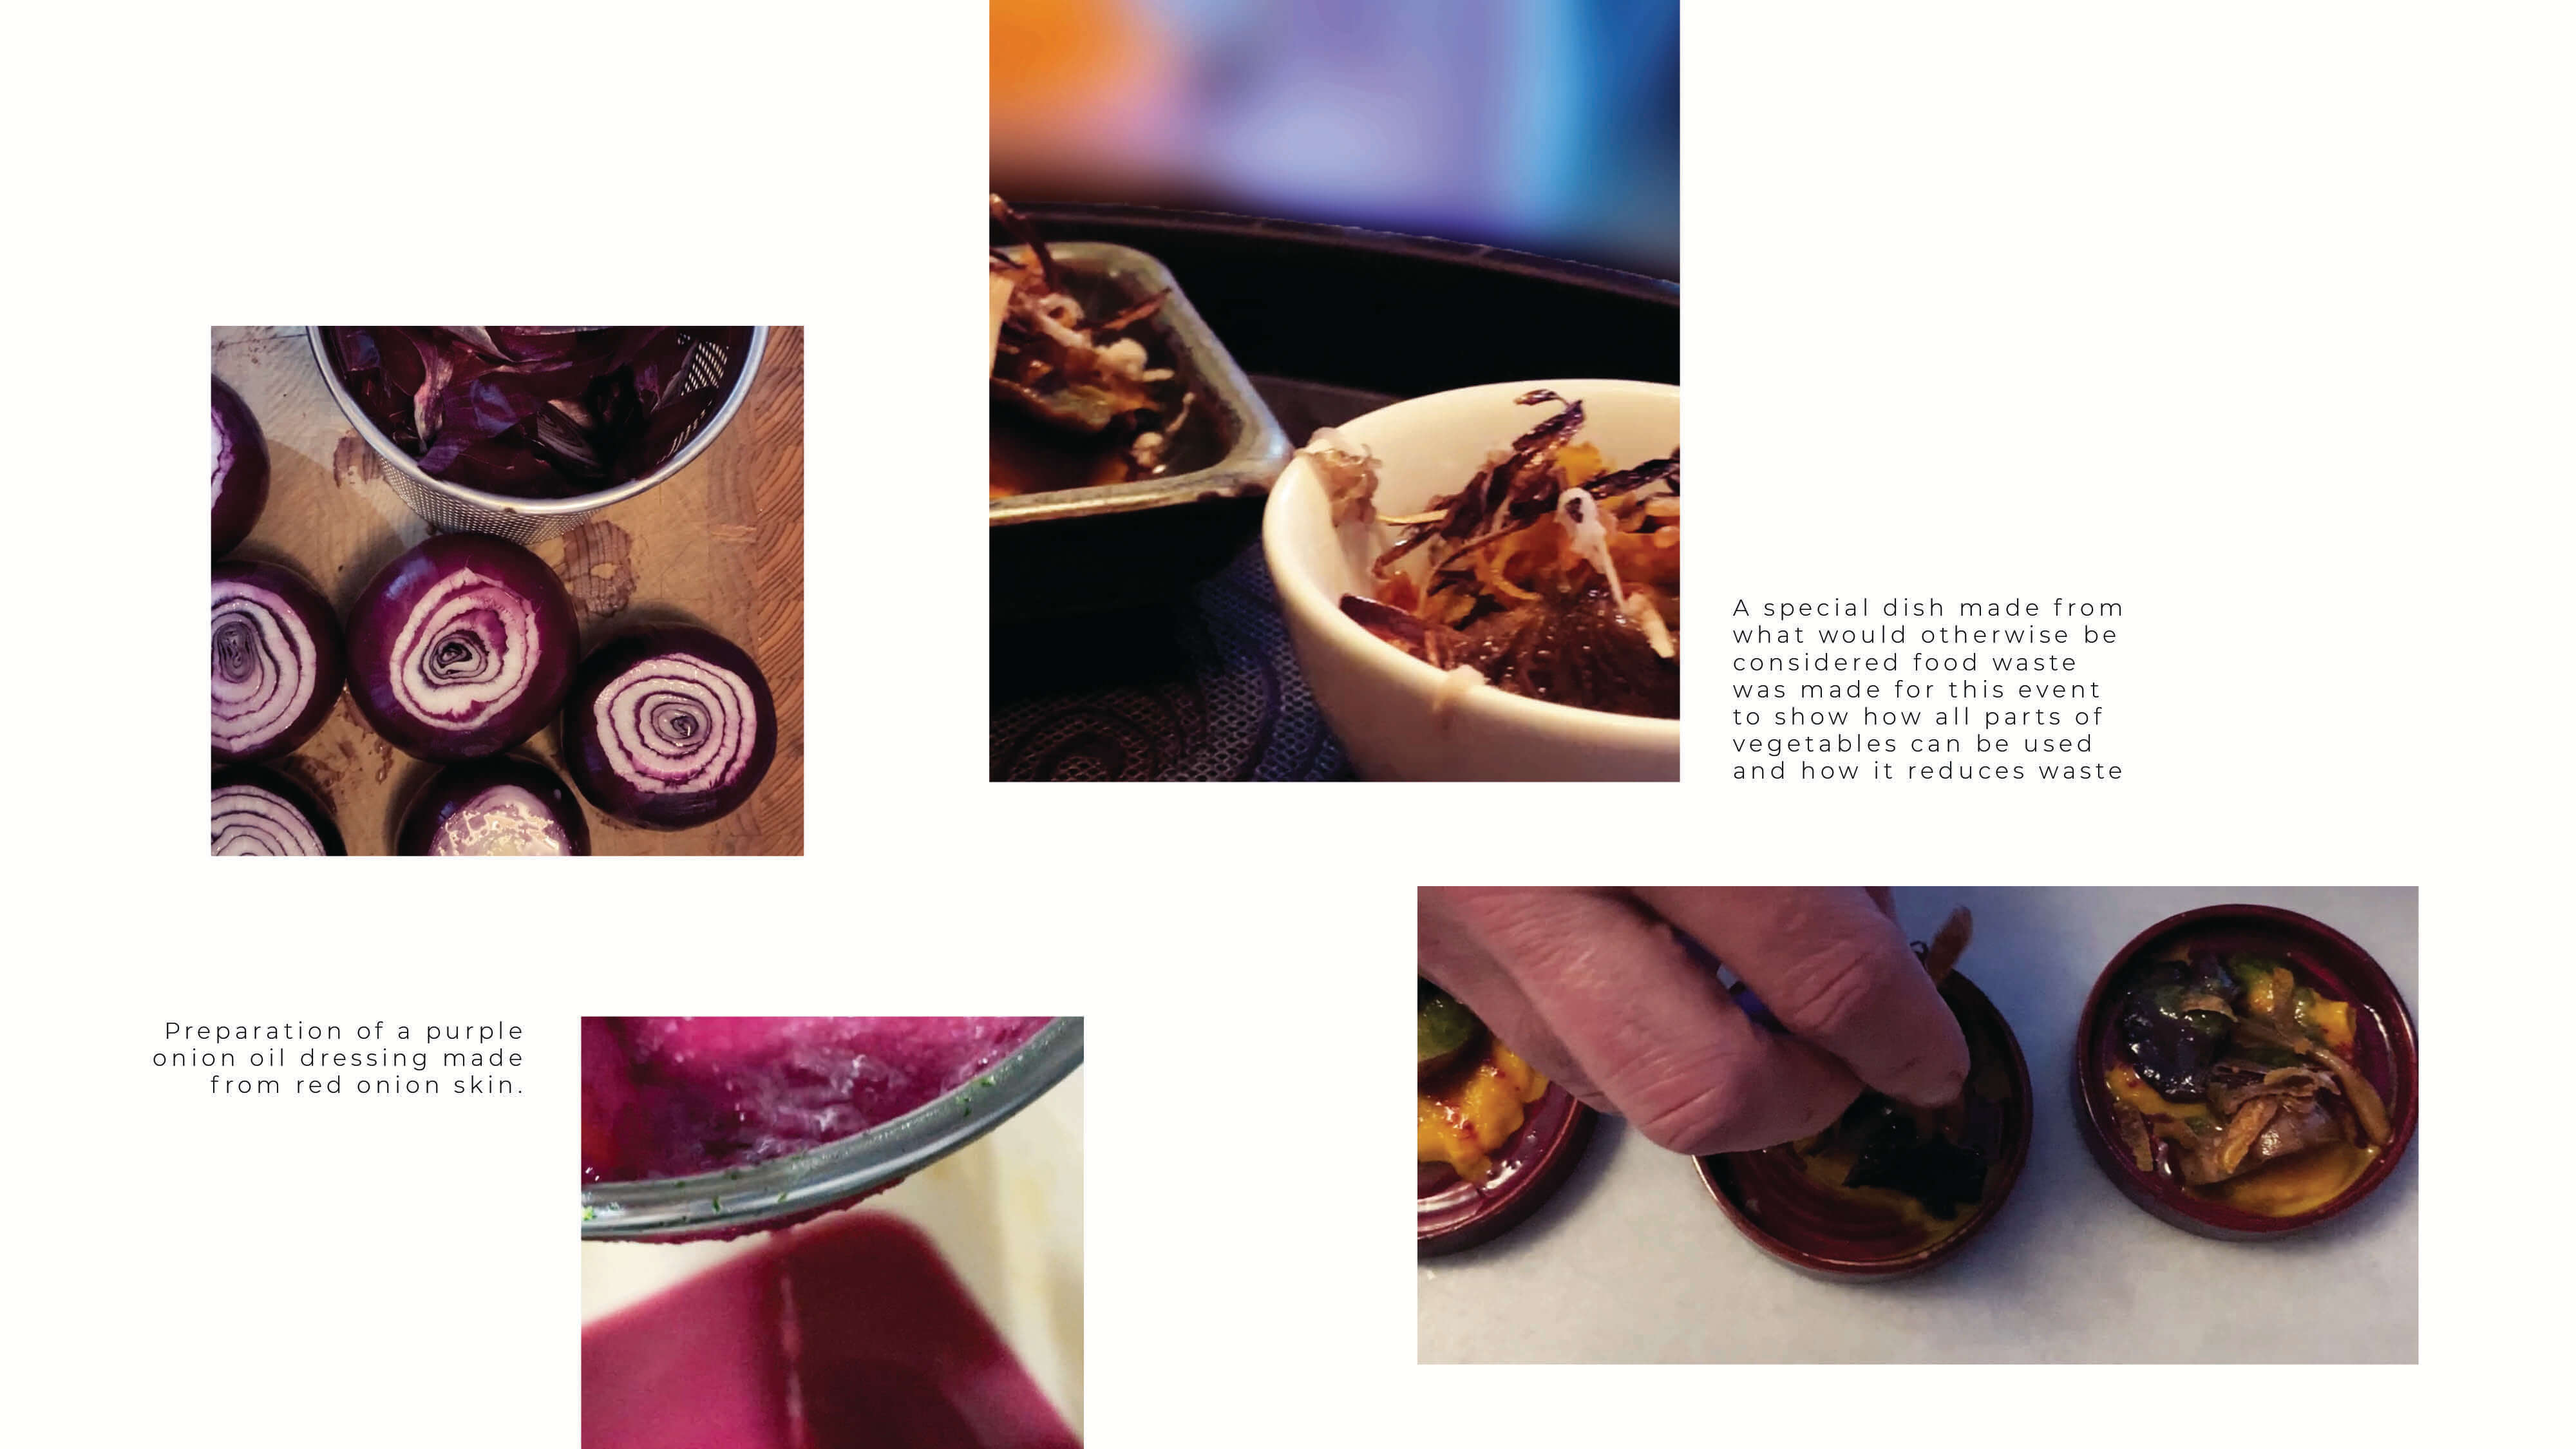 A special dish made from
what would otherwise be
considered food waste
was made for this event
to show how all parts of
vegetables can be used
and how it reduces waste
Preparation of a purple
onion oil dressing made
from red onion skin.